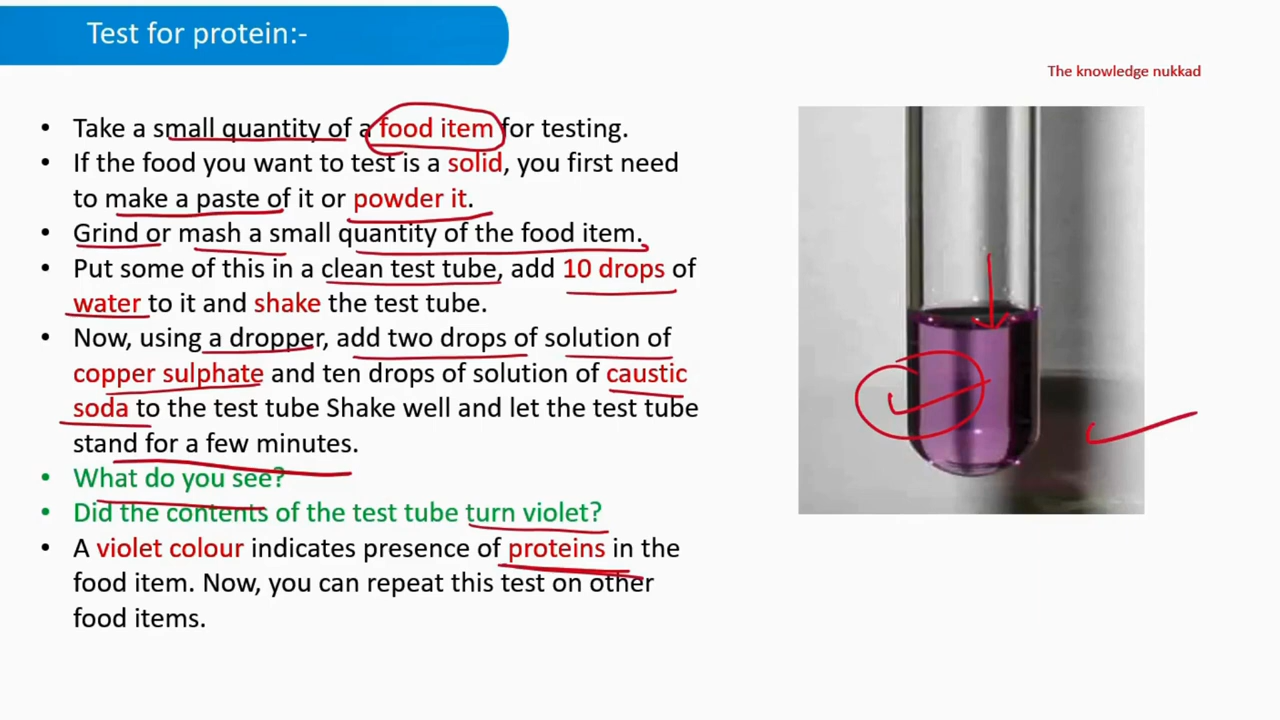 Test for protein:-
The knowledge nukkad
• Take a small quantity of a food item for testing.
• If the food you want to test is a solid, you first need
to make a paste of it or powder it.
• Grind or mash a small quantity of the food item.
• Put some of this in a clean test tube, add 10 drops of
water to it and shake the test tube.
• Now, using a dropper, add two drops of solution of
copper sulphate and ten drops of solution of caustic
soda to the test tube Shake well and let the test tube
stand for a few minutes.
• What do you see?
• Did the contents of the test tube turn violet?
• A violet colour indicates presence of proteins in the
food item. Now, you can repeat this test on other
food items.